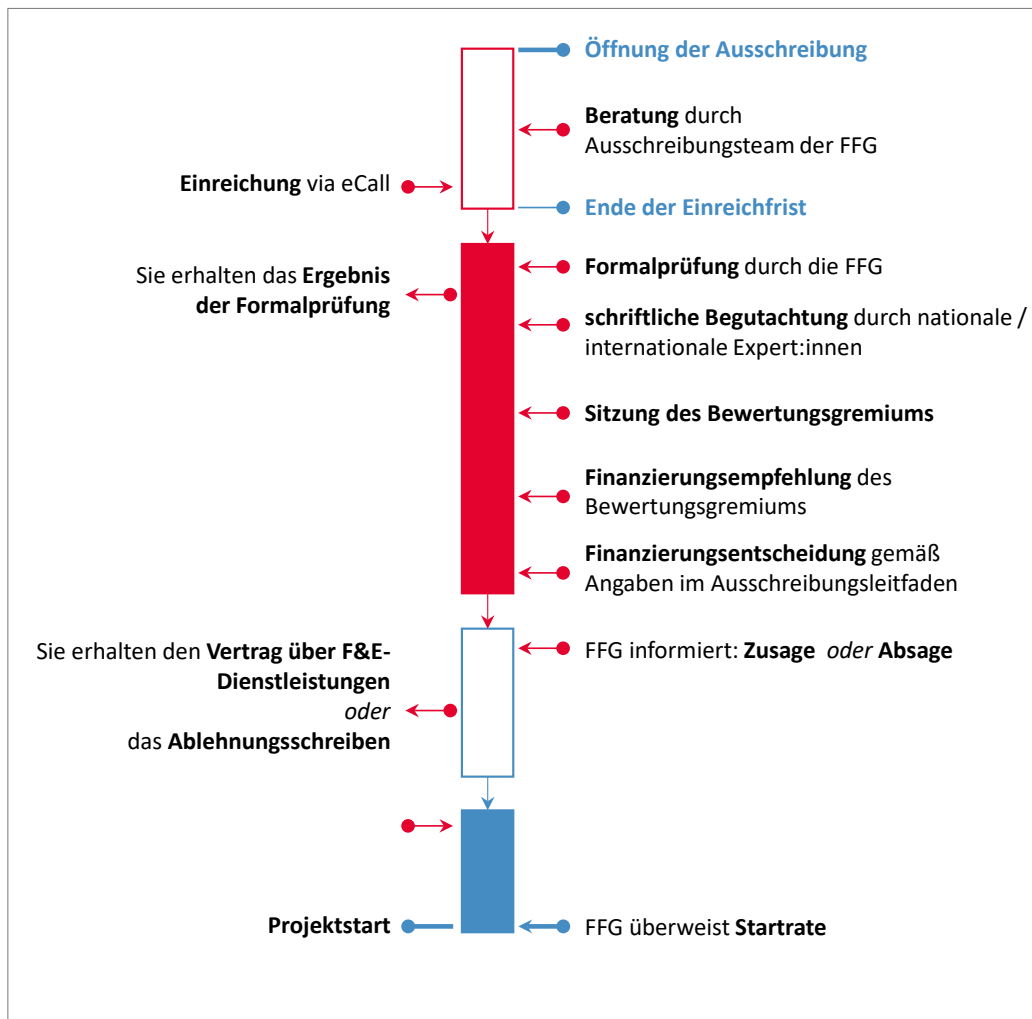 Öffnung der Ausschreibung
Beratung durch
Ausschreibungsteam der FFG
Einreichung via eCall
Ende der Einreichfrist
Formalprüfung durch die FFG
Sie erhalten das Ergebnis
der Formalprüfung
schriftliche Begutachtung durch nationale /
internationale Expert:innen
Sitzung des Bewertungsgremiums
Finanzierungsempfehlung des
Bewertungsgremiums
Finanzierungsentscheidung gemäß
Angaben im Ausschreibungsleitfaden
FFG informiert: Zusage oder Absage
Sie erhalten den Vertrag über F&E-
Dienstleistungen
oder
das Ablehnungsschreiben
Projektstart
FFG überweist Startrate